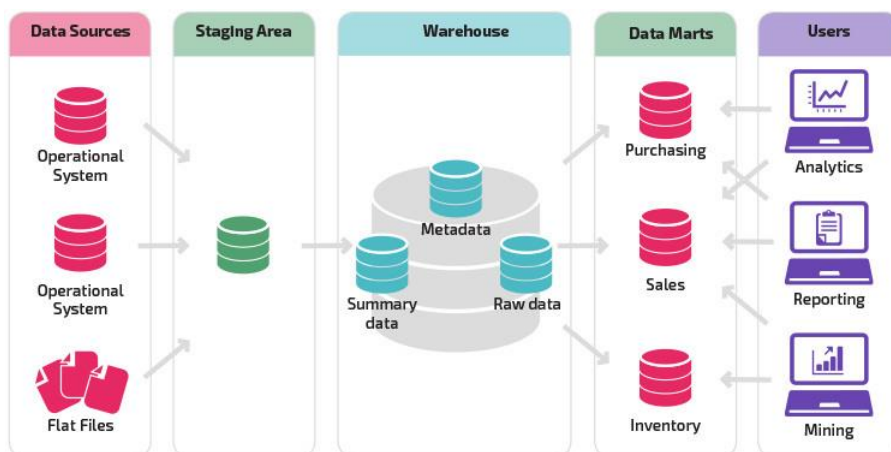 Data Sources
Staging Area
Warehouse
Data Marts
Users
Operational
System
Operational
System
Flat Files
Metadata
Summary
data
Raw data
Purchasing
Sales
Inventory
Analytics
Reporting
Mining